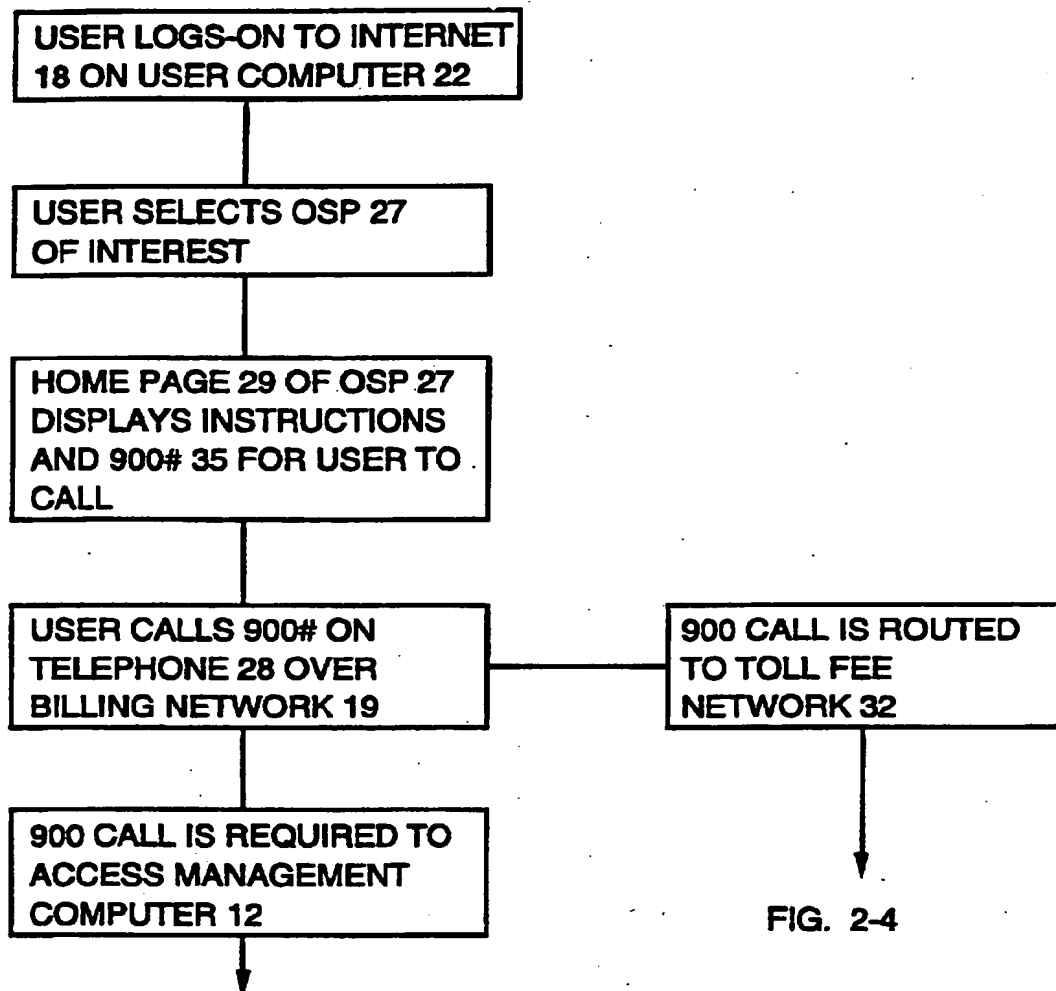 USER LOGS-ON TO INTERNET
18 ON USER COMPUTER 22
USER SELECTS OSP 27
OF INTEREST
HOME PAGE 29 OF OSP 27
DISPLAYS INSTRUCTIONS
AND 900# 35 FOR USER TO
CALL
USER CALLS 900# ON
TELEPHONE 28 OVER
BILLING NETWORK 19
900 CALL IS ROUTED
TO TOLL FEE
NETWORK 32
900 CALL IS REQUIRED TO
ACCESS MANAGEMENT
COMPUTER 12
FIG. 2-4